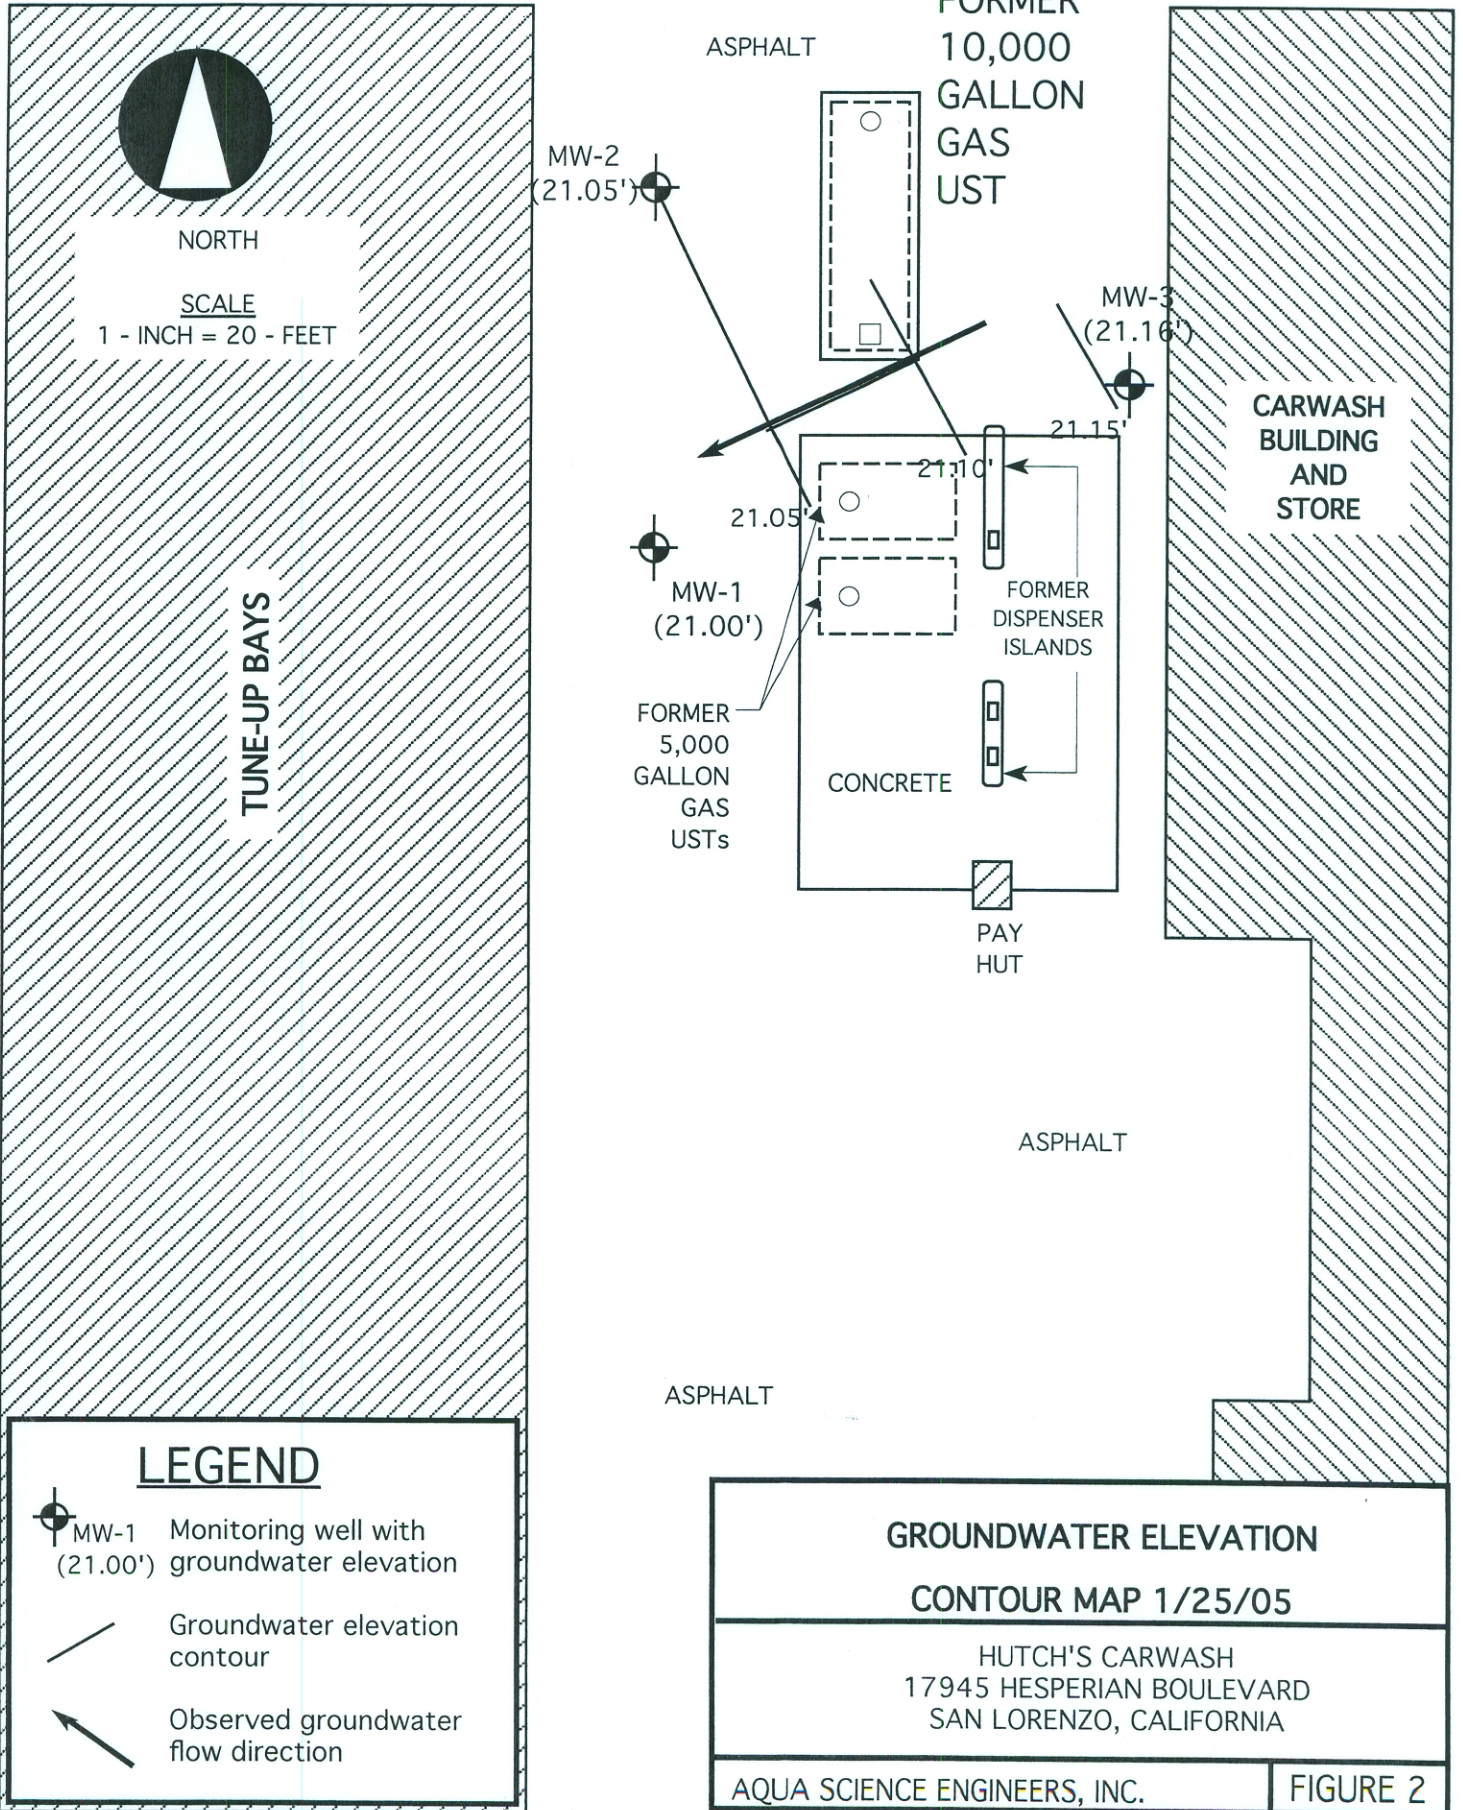 FORMER
10,000
GALLON
GAS
UST
ASPHALT
MW-2
(21.05')
NORTH
SCALE
1 - INCH = 20 - FEET
MW-3
(21.16')
CARWASH
BUILDING
AND
STORE
21.15'
21.10'
21.05'
MW-1
(21.00')
FORMER
DISPENSER
ISLANDS
TUNE-UP BAYS
FORMER
5,000
GALLON
GAS
USTs
CONCRETE
PAY
HUT
ASPHALT
ASPHALT
LEGEND
MW-1
(21.00')
Monitoring well with
groundwater elevation
Groundwater elevation
contour
Observed groundwater
flow direction
GROUNDWATER ELEVATION
CONTOUR MAP 1/25/05
HUTCH'S CARWASH
17945 HESPERIAN BOULEVARD
SAN LORENZO, CALIFORNIA
AQUA SCIENCE ENGINEERS, INC.
FIGURE 2